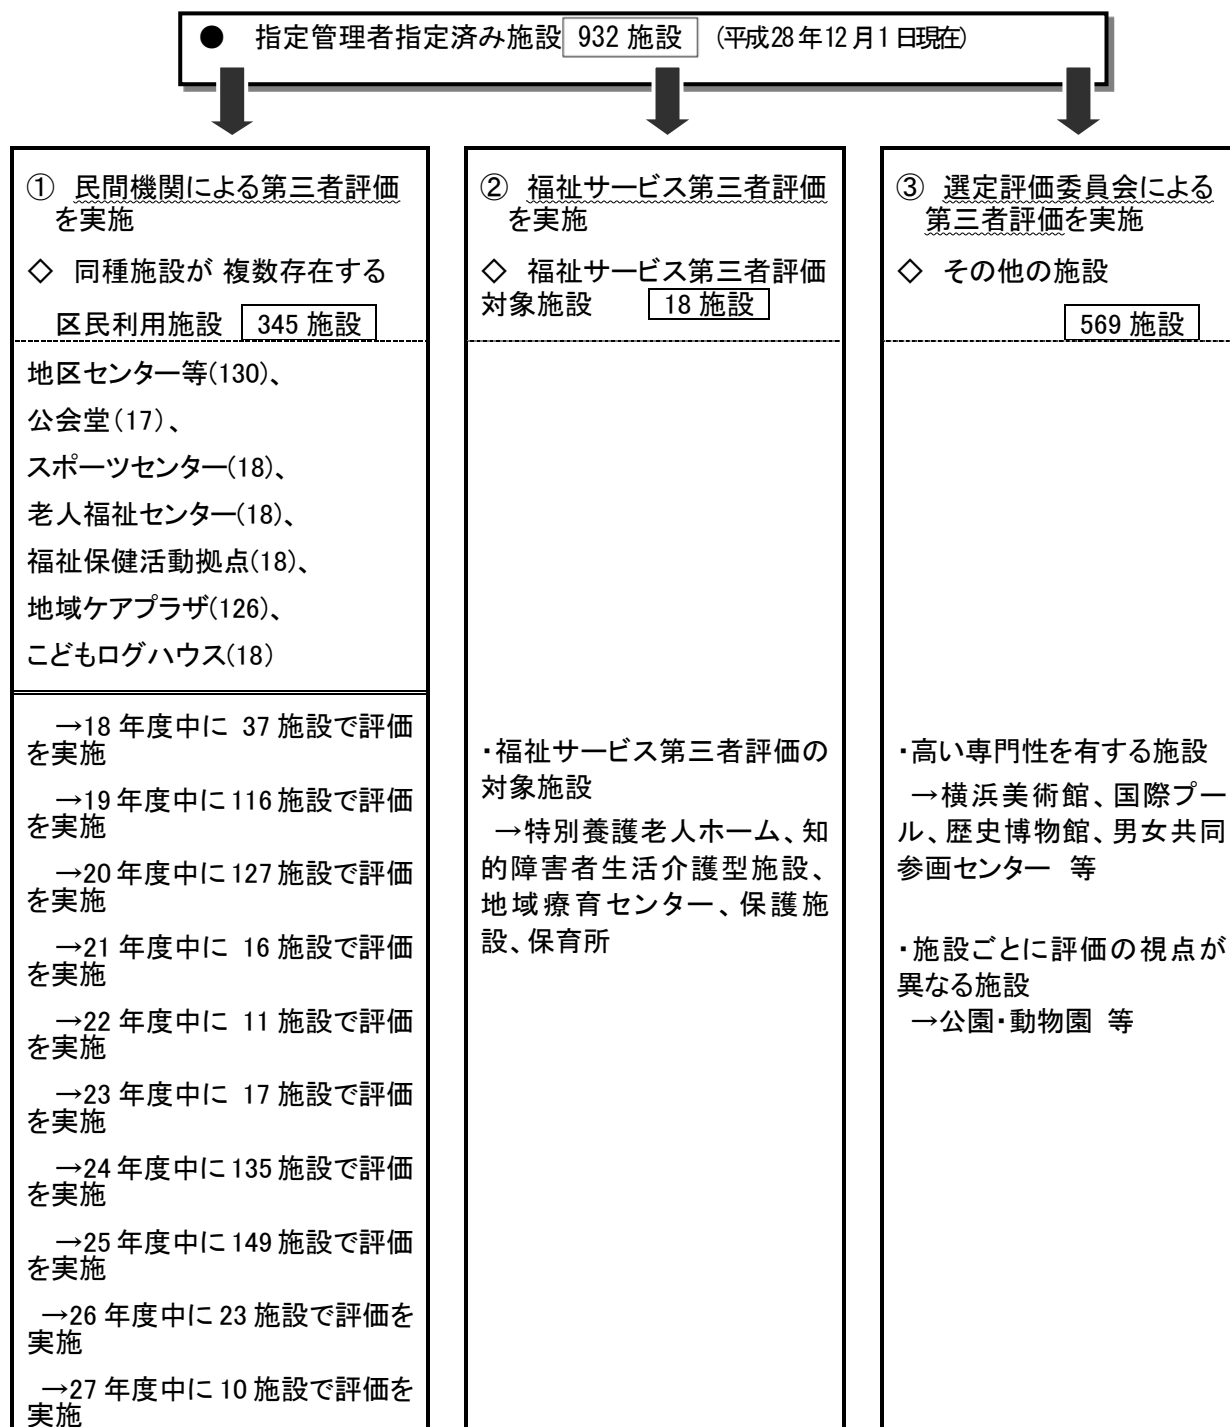 ● 指定管理者指定済み施設 932 施設 (平成28年12月1日現在)
① 民間機関による第三者評価
を実施
◇ 同種施設が 複数存在する
区民利用施設 345 施設
地区センター等(130)、
公会堂(17)、
スポーツセンター(18)、
老人福祉センター(18)、
福祉保健活動拠点(18)、
地域ケアプラザ(126)、
こどもログハウス(18)
→18 年度中に 37 施設で評価
を実施
→19 年度中に 116 施設で評価
を実施
→20 年度中に 127 施設で評価
を実施
→21 年度中に 16 施設で評価
を実施
→22 年度中に 11 施設で評価
を実施
→23 年度中に 17 施設で評価
を実施
→24 年度中に 135 施設で評価
を実施
→25 年度中に 149 施設で評価
を実施
→26 年度中に 23 施設で評価を
実施
→27 年度中に 10 施設で評価を
実施
② 福祉サービス第三者評価
を実施
◇ 福祉サービス第三者評価
対象施設 18 施設
・福祉サービス第三者評価の
対象施設
→特別養護老人ホーム、知
的障害者生活介護型施設、
地域療育センター、保護施
設、保育所
③ 選定評価委員会による
第三者評価を実施
◇ その他の施設
569 施設
・高い専門性を有する施設
→横浜美術館、国際プー
ル、歴史博物館、男女共同
参画センター 等
・施設ごとに評価の視点が
異なる施設
→公園・動物園 等